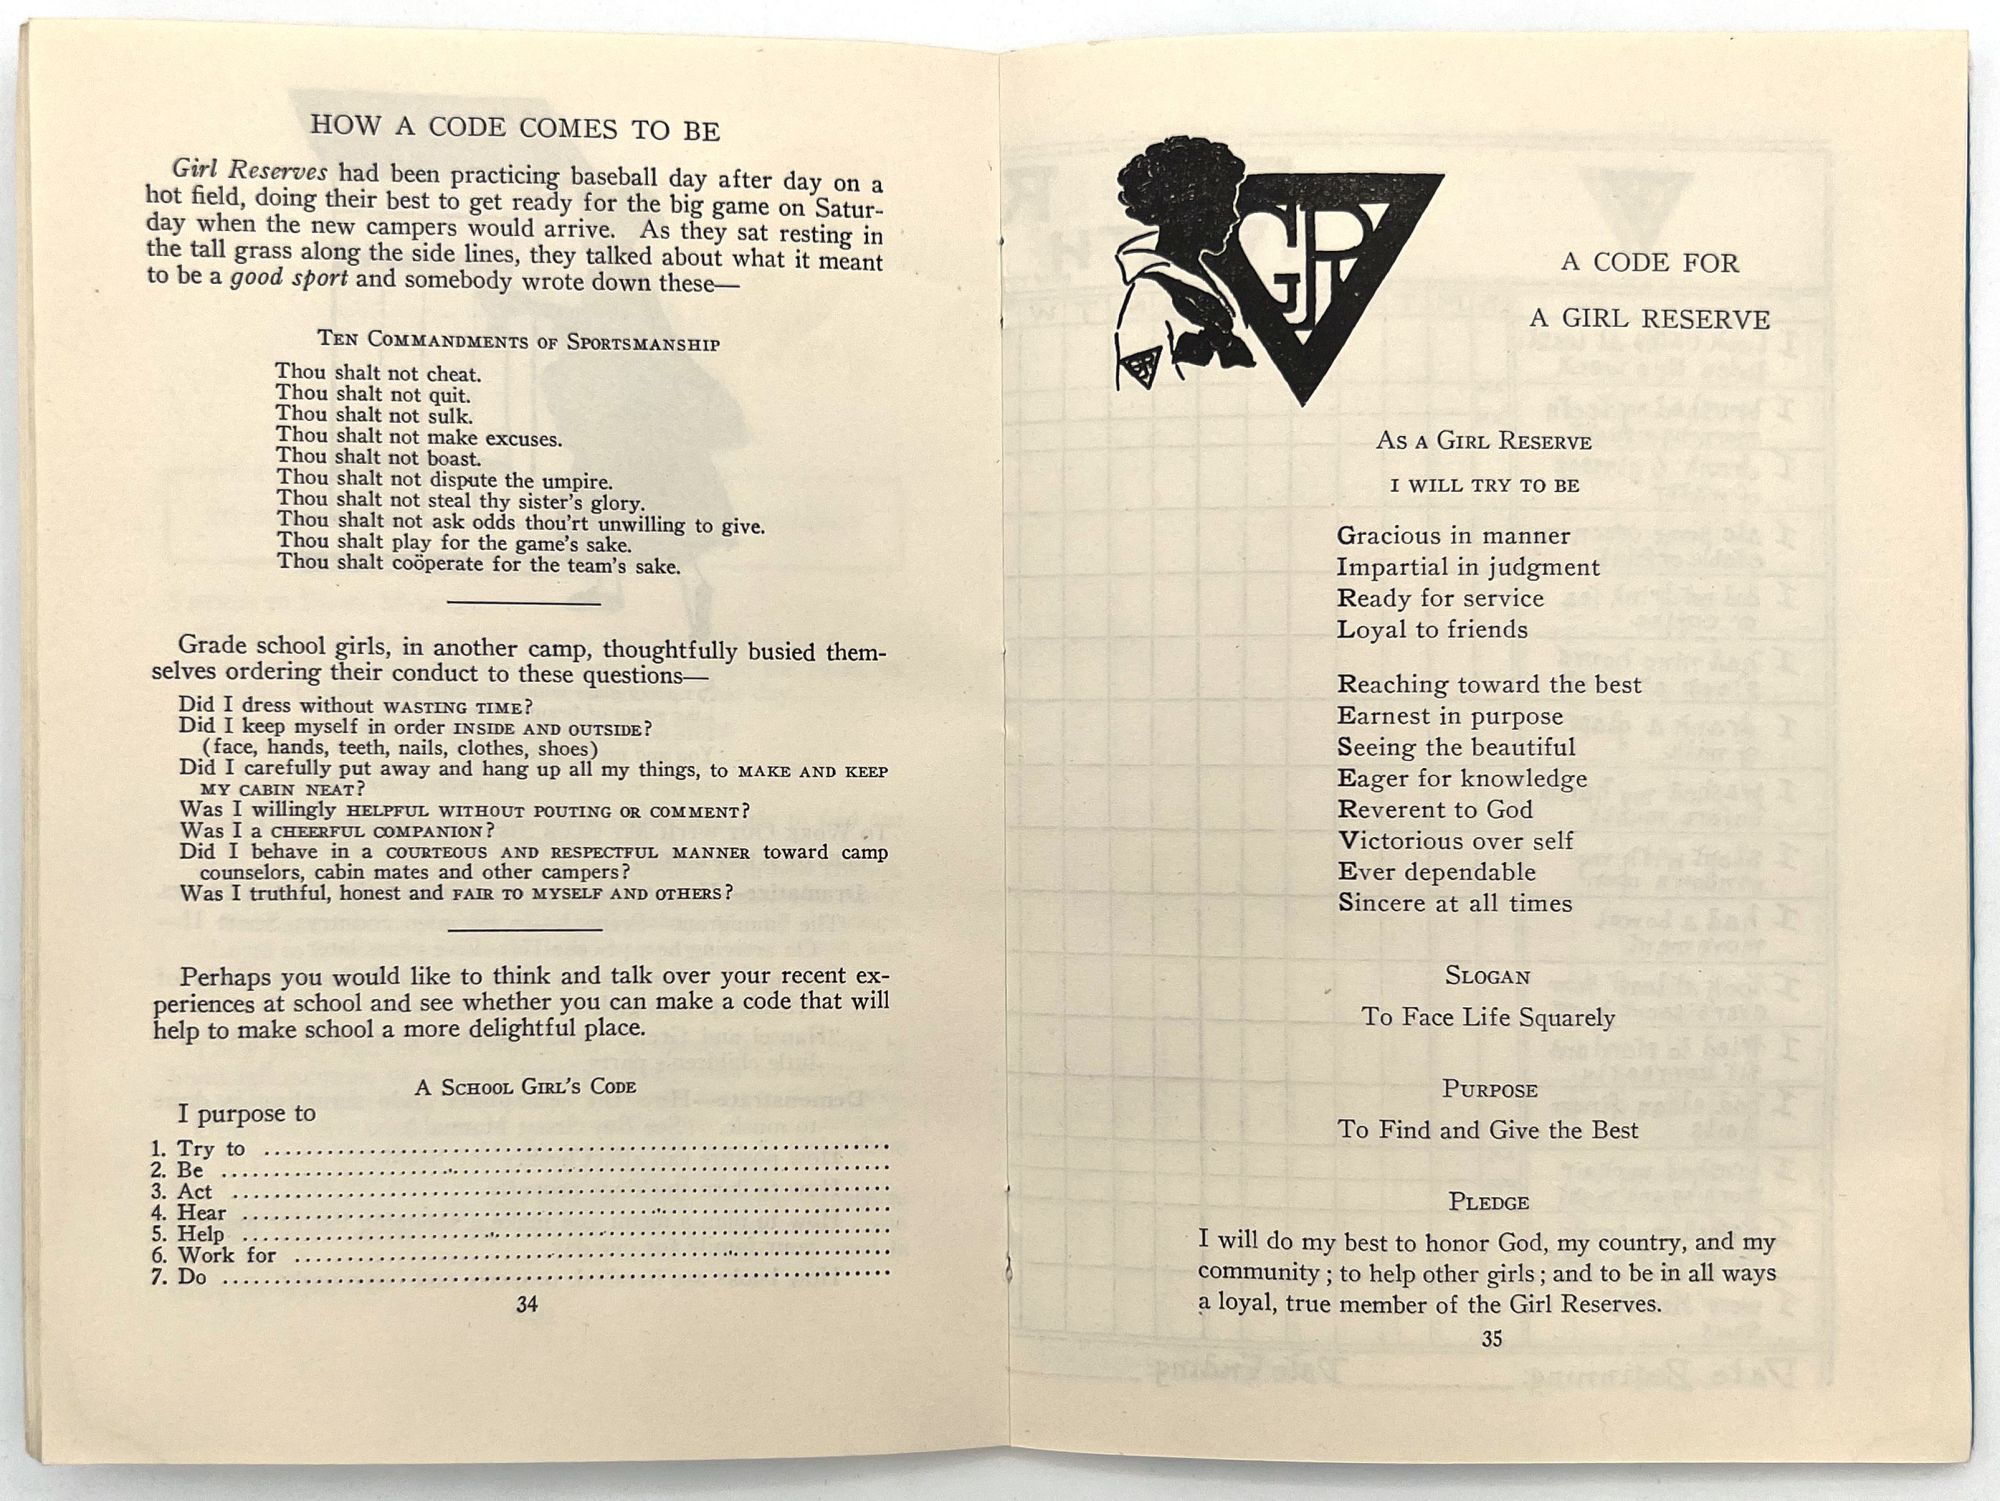 HOW A CODE COMES TO BE
Girl Reserves had been practicing baseball day after day on a
hot field, doing their best to get ready for the big game on Satur-
day when the new campers would arrive. As they sat resting in
the tall grass along the side lines, they talked about what it meant
to be a good sport and somebody wrote down these—
TEN COMMANDMENTS OF SPORTSMANSHIP
Thou shalt not cheat.
Thou shalt not quit.
Thou shalt not sulk.
Thou shalt not make excuses.
Thou shalt not boast.
Thou shalt not dispute the umpire.
Thou shalt not steal thy sister's glory.
Thou shalt not ask odds thou'rt unwilling to give.
Thou shalt play for the game's sake.
Thou shalt coöperate for the team's sake.
Grade school girls, in another camp, thoughtfully busied them-
selves ordering their conduct to these questions—
Did I dress without WASTING TIME?
Did I keep myself in order INSIDE AND OUTSIDE?
(face, hands, teeth, nails, clothes, shoes)
Did I carefully put away and hang up all my things, to MAKE AND KEEP
MY CABIN NEAT?
Was I willingly HELPFUL WITHOUT POUTING OR COMMENT?
Was I a CHEERFUL COMPANION?
Did I behave in a COURTEOUS AND RESPECTFUL MANNER toward camp
counselors, cabin mates and other campers?
Was I truthful, honest and FAIR TO MYSELF AND OTHERS?
Perhaps you would like to think and talk over your recent ex-
periences at school and see whether you can make a code that will
help to make school a more delightful place.
A SCHOOL GIRL'S CODE
I purpose to
1. Try to
2. Be
3. Act
4. Hear
5. Help
6. Work for
7. Do
34
GR
A CODE FOR
A GIRL RESERVE
AS A GIRL RESERVE
I WILL TRY TO BE
Gracious in manner
Impartial in judgment
Ready for service
Loyal to friends
Reaching toward the best
Earnest in purpose
Seeing the beautiful
Eager for knowledge
Reverent to God
Victorious over self
Ever dependable
Sincere at all times
SLOGAN
To Face Life Squarely
PURPOSE
To Find and Give the Best
PLEDGE
I will do my best to honor God, my country, and my
community; to help other girls; and to be in all ways
a loyal, true member of the Girl Reserves.
35